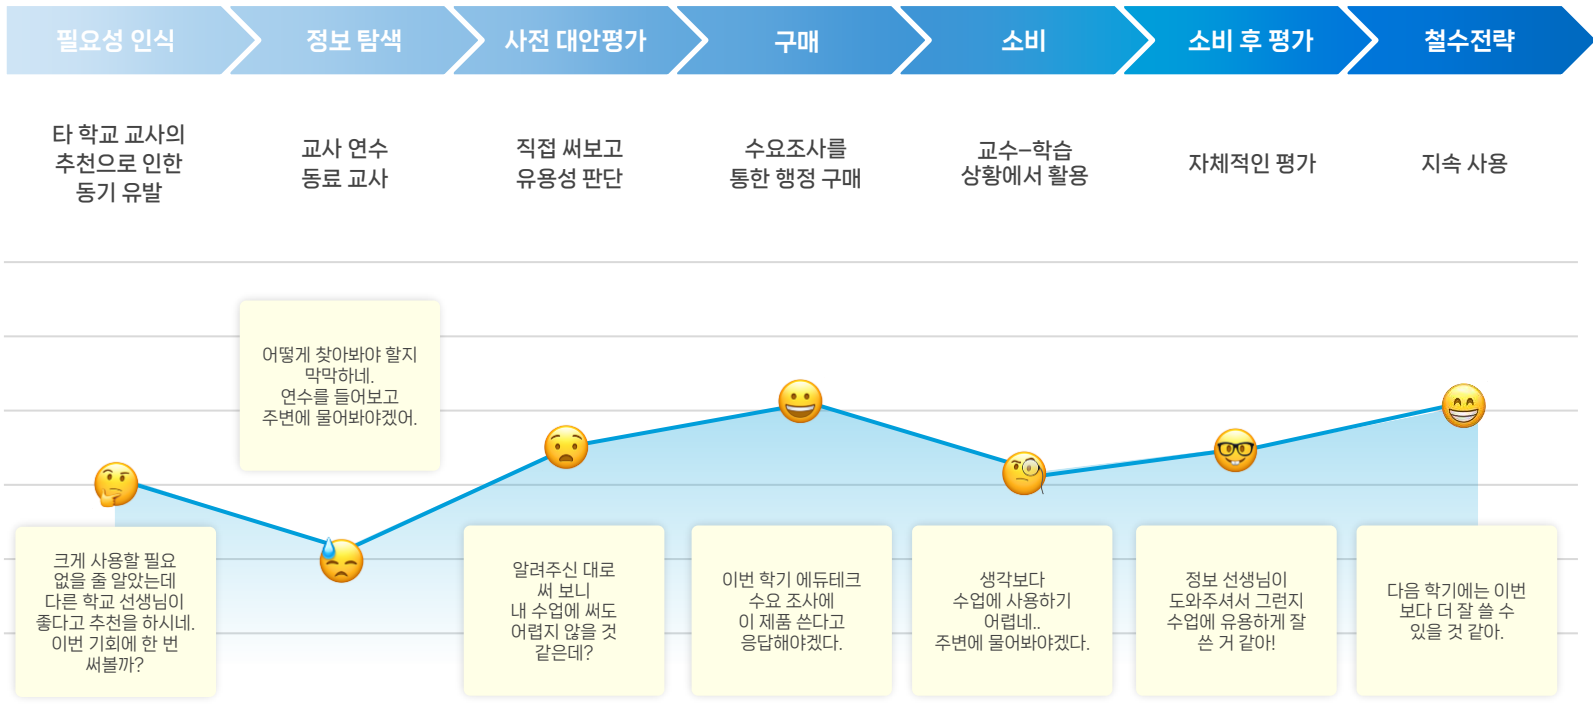 필요성 인식
정보 탐색
사전 대안평가
구매
소비
소비 후 평가
철수전략
타 학교 교사의
추천으로 인한
동기 유발
교사 연수
동료 교사
직접 써보고
유용성 판단
수요조사를
통한 행정 구매
교수-학습
상황에서 활용
자체적인 평가
지속 사용
어떻게 찾아봐야 할지
막막하네.
연수를 들어보고
주변에 물어봐야겠어.
크게 사용할 필요
없을 줄 알았는데
다른 학교 선생님이
좋다고 추천을 하시네.
이번 기회에 한 번
써볼까?
알려주신 대로
써 보니
내 수업에 써도
어렵지 않을 것
같은데?
이번 학기 에듀테크
수요 조사에
이 제품 쓴다고
응답해야겠다.
생각보다
수업에 사용하기
어렵네..
주변에 물어봐야겠다.
정보 선생님이
도와주셔서 그런지
수업에 유용하게 잘
쓴 거 같아!
다음 학기에는 이번
보다 더 잘 쓸 수
있을 것 같아.